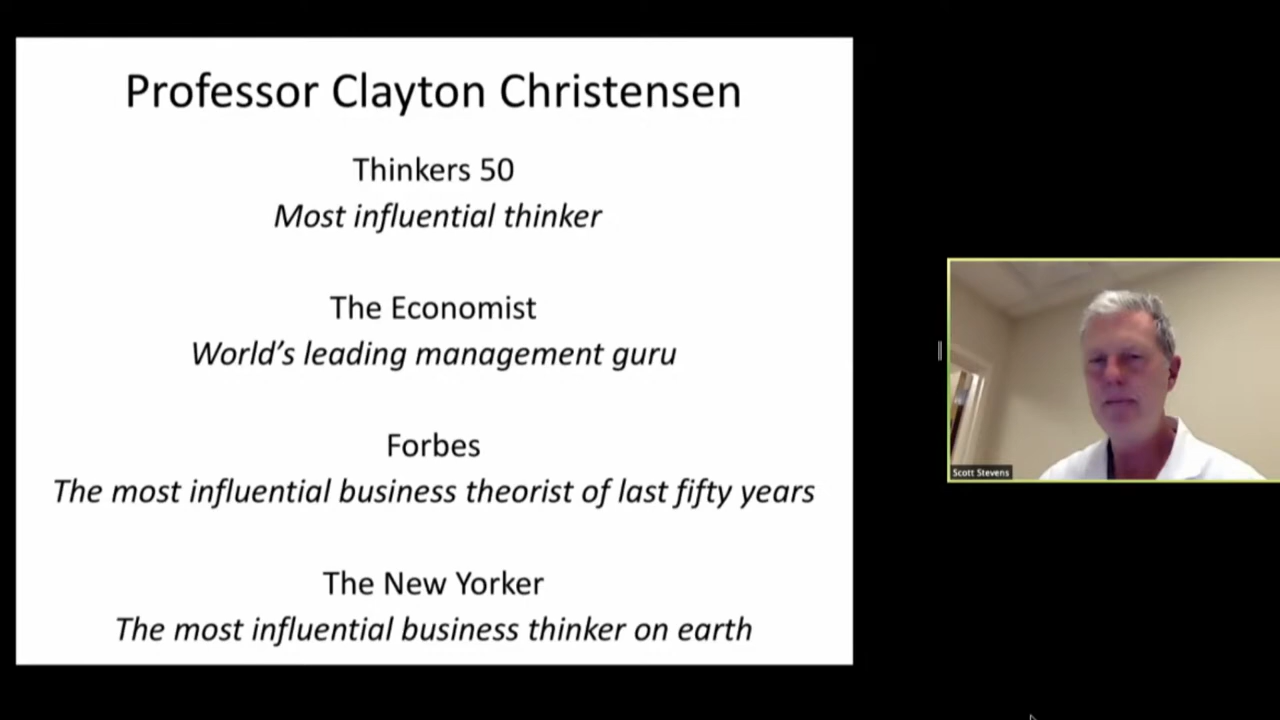 Professor Clayton Christensen
Thinkers 50
Most influential thinker
The Economist
World’s leading management guru
Forbes
The most influential business theorist of last fifty years
The New Yorker
The most influential business thinker on earth
Scott Stevens